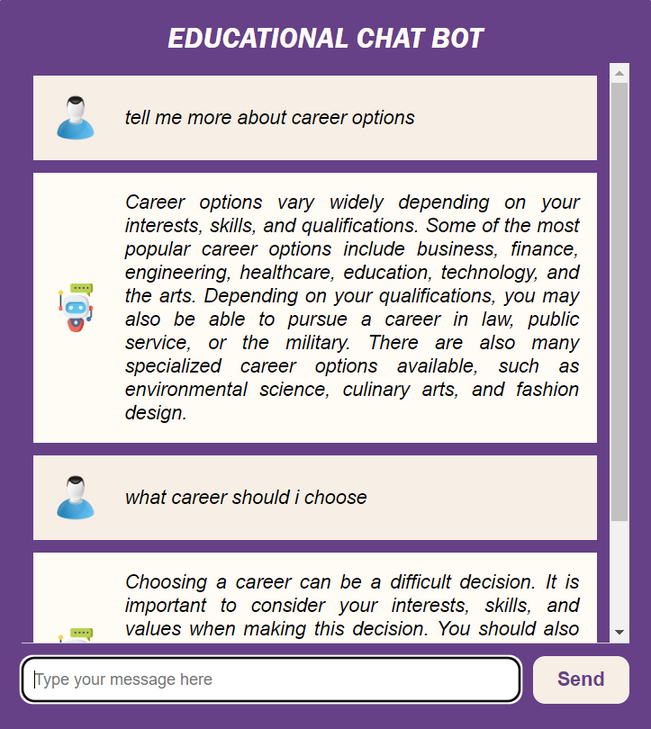 EDUCATIONAL CHAT BOT
tell me more about career options
Career options vary widely depending on your
interests, skills, and qualifications. Some of the most
popular career options include business, finance,
engineering, healthcare, education, technology, and
the arts. Depending on your qualifications, you may
also be able to pursue a career in law, public
service, or the military. There are also many
specialized career options available, such as
environmental science, culinary arts, and fashion
design.
what career should i choose
Choosing a career can be a difficult decision. It is
important to consider your interests, skills, and
values when making this decision. You should also
Type your message here
Send